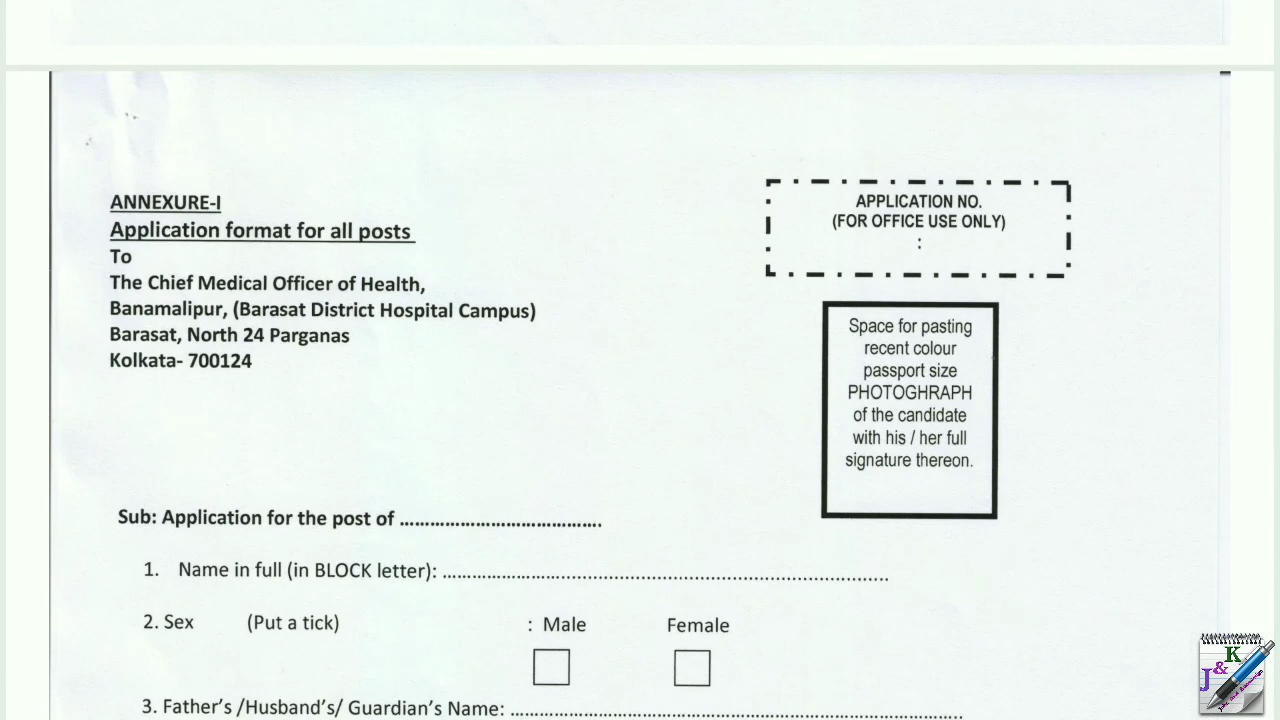 ANNEXURE-I
Application format for all posts
To
The Chief Medical Officer of Health,
Banamalipur, (Barasat District Hospital Campus)
Barasat, North 24 Parganas
Kolkata- 700124
APPLICATION NO.
(FOR OFFICE USE ONLY)
:
Space for pasting
recent colour
passport size
PHOTOGHRAPH
of the candidate
with his / her full
signature thereon.
Sub: Application for the post of ......................................
1. Name in full (in BLOCK letter): ....................................................................................
2. Sex (Put a tick) : Male Female
3. Father's /Husband's/ Guardian's Name: ....................................................................................
J&K